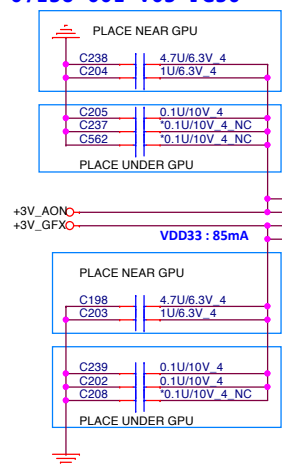 PLACE NEAR GPU
C238 4.7U/6.3V_4
C204 1U/6.3V_4
C205 0.1U/10V_4
C237 *0.1U/10V_4_NC
C562 *0.1U/10V_4_NC
PLACE UNDER GPU
+3V_AON
+3V_GFX
VDD33 : 85mA
PLACE NEAR GPU
C198 4.7U/6.3V_4
C203 1U/6.3V_4
C239 0.1U/10V_4
C202 0.1U/10V_4
C208 *0.1U/10V_4_NC
PLACE UNDER GPU